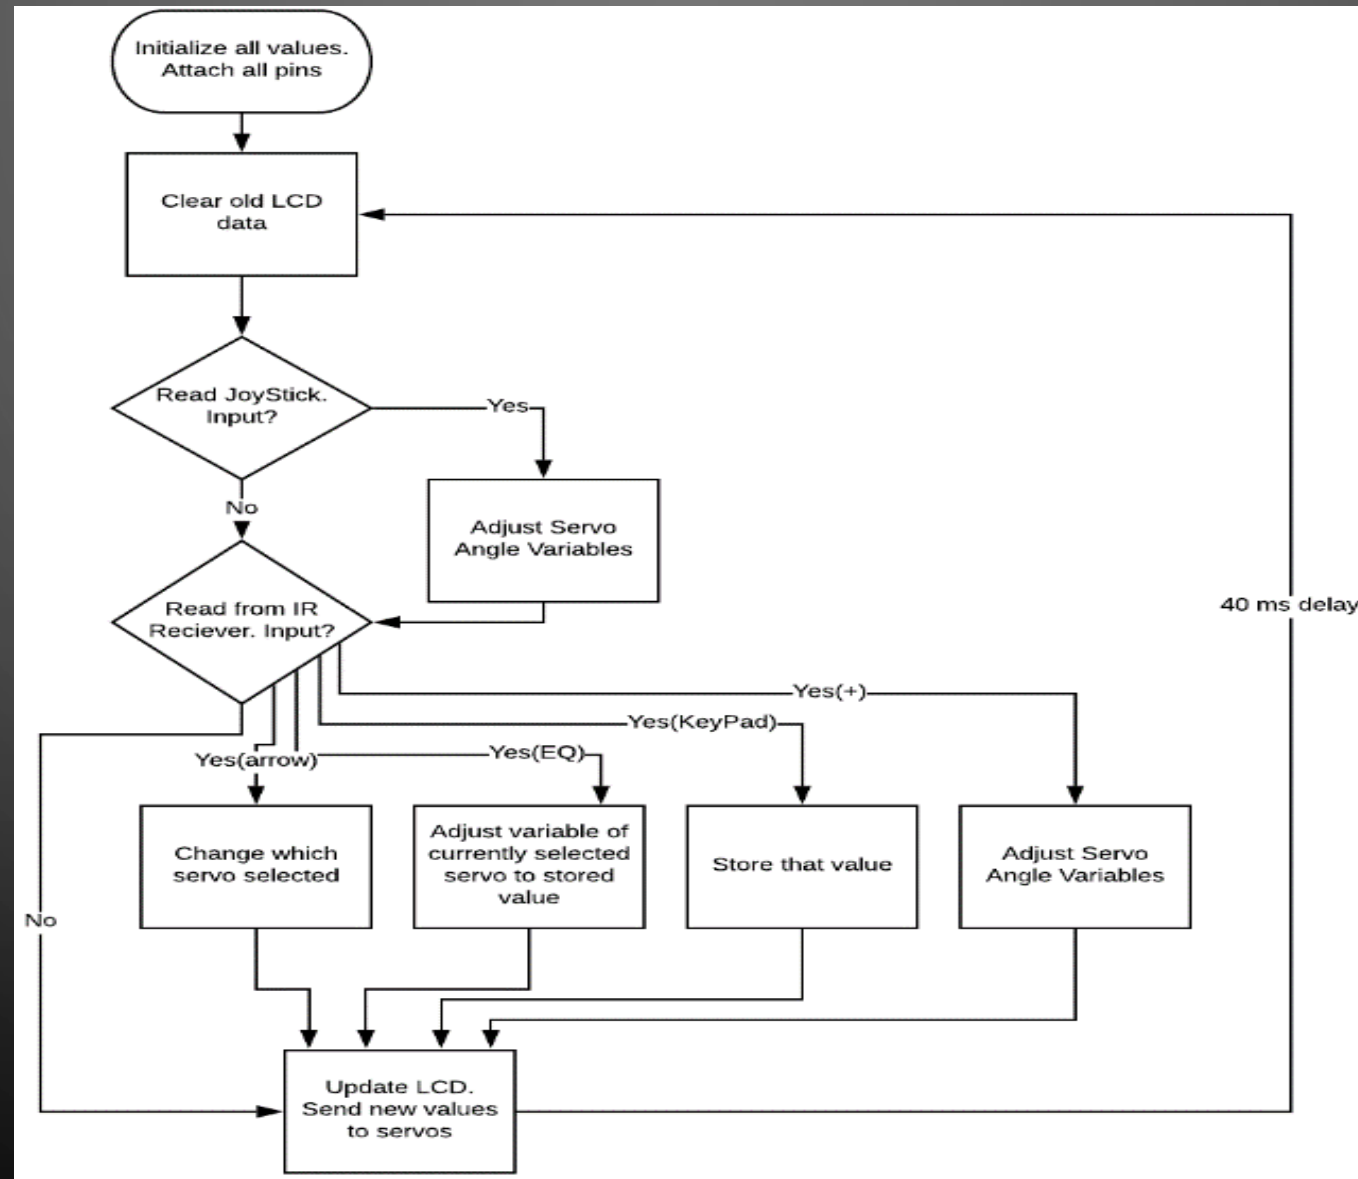 Initialize all values.
Attach all pins
Clear old LCD
data
Read JoyStick.
Input?
Yes
No
Adjust Servo
Angle Variables
Read from IR
Reciever. Input?
40 ms delay
Yes(+)
Yes(KeyPad)
Yes(EQ)
Yes(arrow)
Change which
servo selected
Adjust variable of
currently selected
servo to stored
value
Store that value
Adjust Servo
Angle Variables
No
Update LCD.
Send new values
to servos